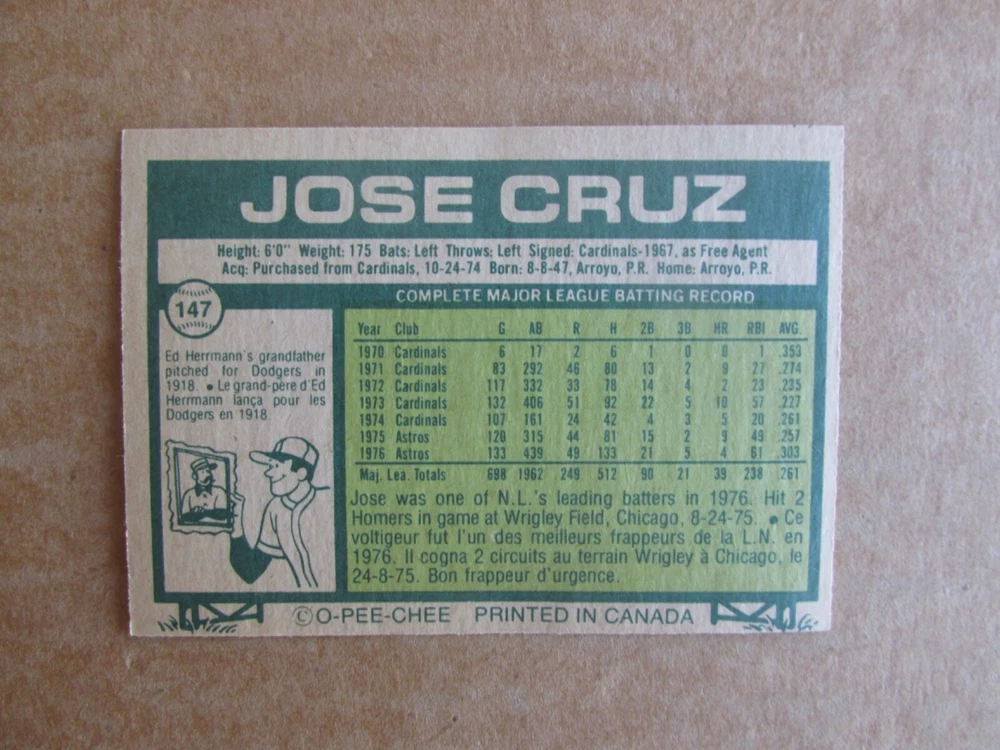 JOSE CRUZ
Height: 6'0" Weight: 175 Bats: Left Throws: Left Signed: Cardinals-1967, as Free Agent
Acq: Purchased from Cardinals, 10-24-74 Born: 8-8-47, Arroyo, P.R. Home: Arroyo, P.R.
147
Ed Herrmann's grandfather
pitched for Dodgers in
1918. • Le grand-père d'Ed
Herrmann lança pour les
Dodgers en 1918.
COMPLETE MAJOR LEAGUE BATTING RECORD
Year Club G AB R H 2B 3B HR RBI AVG.
1970 Cardinals 6 17 2 6 1 0 0 1 .353
1971 Cardinals 83 292 46 80 13 2 9 27 .274
1972 Cardinals 117 332 33 78 14 4 2 23 .235
1973 Cardinals 132 406 51 92 22 5 10 57 .227
1974 Cardinals 107 161 24 42 4 3 5 20 .261
1975 Astros 120 315 44 81 15 2 9 49 .257
1976 Astros 133 439 49 133 21 5 4 61 .303
Maj. Lea. Totals 698 1962 249 512 90 21 39 238 .261
Jose was one of N.L.'s leading batters in 1976. Hit 2
Homers in game at Wrigley Field, Chicago, 8-24-75. • Ce
voltigeur fut l'un des meilleurs frappeurs de la L.N. en
1976. Il cogna 2 circuits au terrain Wrigley à Chicago, le
24-8-75. Bon frappeur d'urgence.
©O-PEE-CHEE PRINTED IN CANADA